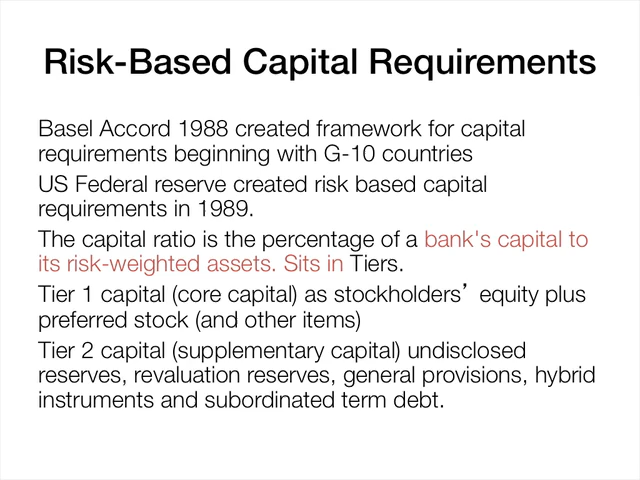 Risk-Based Capital Requirements
Basel Accord 1988 created framework for capital
requirements beginning with G-10 countries
US Federal reserve created risk based capital
requirements in 1989.
The capital ratio is the percentage of a bank's capital to
its risk-weighted assets. Sits in Tiers.
Tier 1 capital (core capital) as stockholders’ equity plus
preferred stock (and other items)
Tier 2 capital (supplementary capital) undisclosed
reserves, revaluation reserves, general provisions, hybrid
instruments and subordinated term debt.